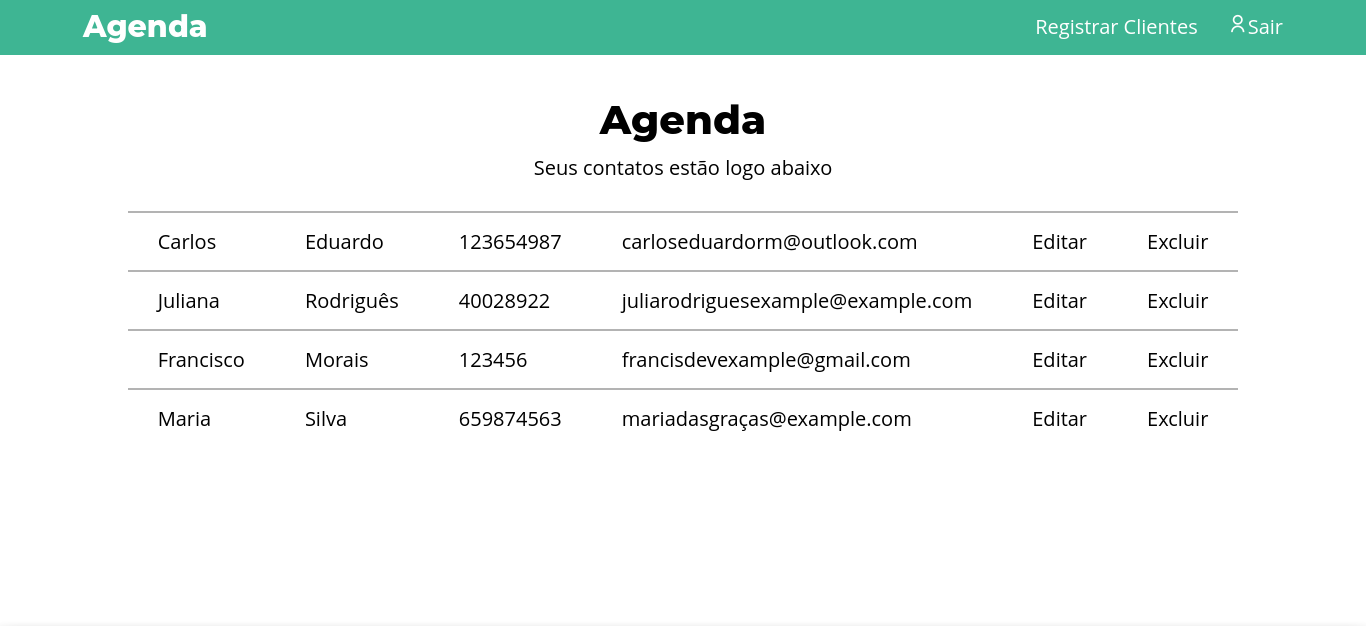 Agenda Registrar Clientes Sair
Agenda
Seus contatos estão logo abaixo
Carlos Eduardo 123654987 carloseduardorm@outlook.com Editar Excluir
Juliana Rodriguês 40028922 juliarodriguesexample@example.com Editar Excluir
Francisco Morais 123456 francisdevexample@gmail.com Editar Excluir
Maria Silva 659874563 mariadasgraças@example.com Editar Excluir